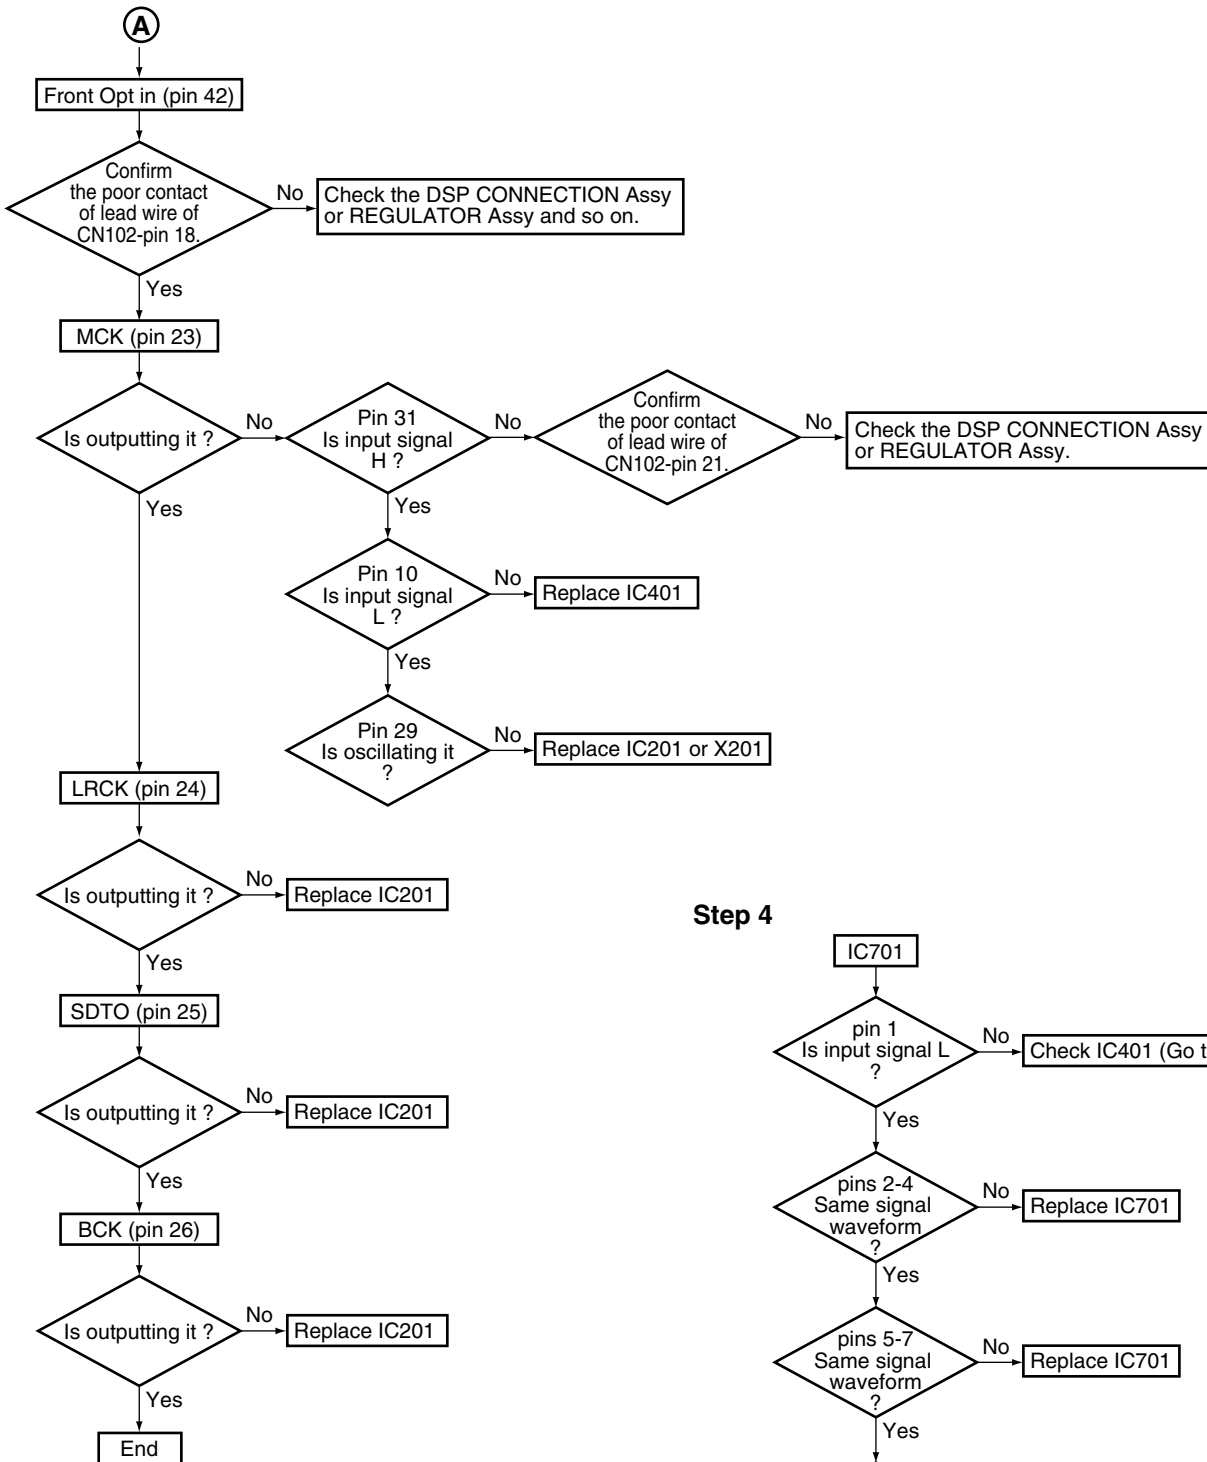 A
Front Opt in (pin 42)
Confirm
the poor contact
of lead wire of
CN102-pin 18.
No
Check the DSP CONNECTION Assy
or REGULATOR Assy and so on.
Yes
MCK (pin 23)
Is outputting it ?
No
Pin 31
Is input signal
H ?
No
Confirm
the poor contact
of lead wire of
CN102-pin 21.
No
Check the DSP CONNECTION Assy
or REGULATOR Assy.
Yes
Yes
Pin 10
Is input signal
L ?
No
Replace IC401
Yes
Pin 29
Is oscillating it
?
No
Replace IC201 or X201
LRCK (pin 24)
Is outputting it ?
No
Replace IC201
Yes
SDTO (pin 25)
Is outputting it ?
No
Replace IC201
Yes
BCK (pin 26)
Is outputting it ?
No
Replace IC201
Yes
End
Step 4
IC701
pin 1
Is input signal L
?
No
Check IC401 (Go t
Yes
pins 2-4
Same signal
waveform
?
No
Replace IC701
Yes
pins 5-7
Same signal
waveform
?
No
Replace IC701
Yes